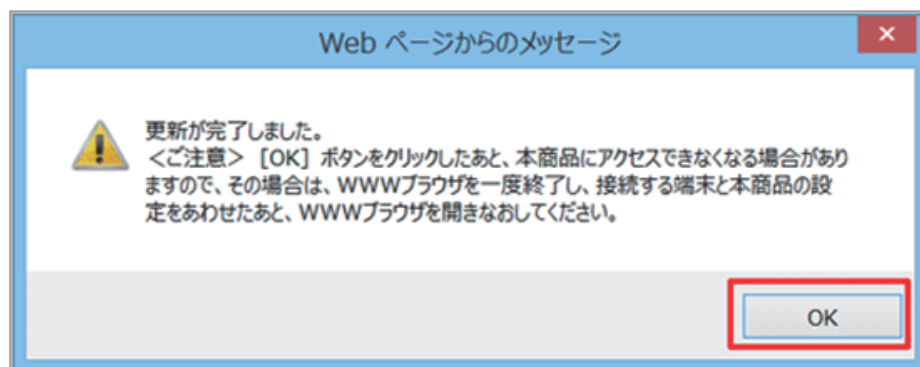 Web ページからのメッセージ
更新が完了しました。
＜ご注意＞［OK］ボタンをクリックしたあと、本商品にアクセスできなくなる場合があり
ますので、その場合は、WWWブラウザを一度終了し、接続する端末と本商品の設
定をあわせたあと、WWWブラウザを開きなおしてください。
OK